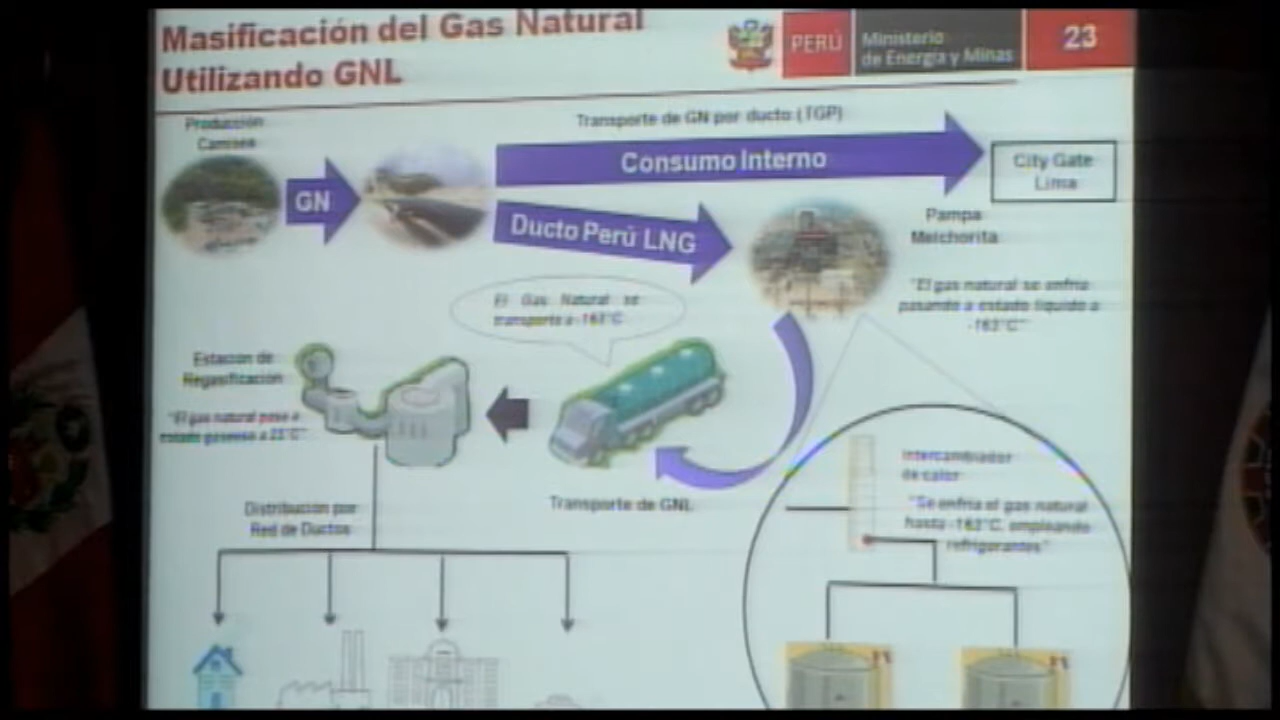 Masificación del Gas Natural
Utilizando GNL
PERÚ
Ministerio
de Energía y Minas
23
Producción
Camisea
Transporte de GN por ducto (TGP)
GN
Consumo Interno
City Gate
Lima
Ducto Perú LNG
Pampa
Melchorita
"El gas natural se enfría
pasando a estado líquido a
-163°C"
El Gas Natural se
transporta a -163°C
Estación de
Regasificación
"El gas natural pasa a
estado gaseoso a 23°C"
Transporte de GNL
Intercambiador
de calor
"Se enfría el gas natural
hasta -163°C, empleando
refrigerantes"
Distribución por
Red de Ductos